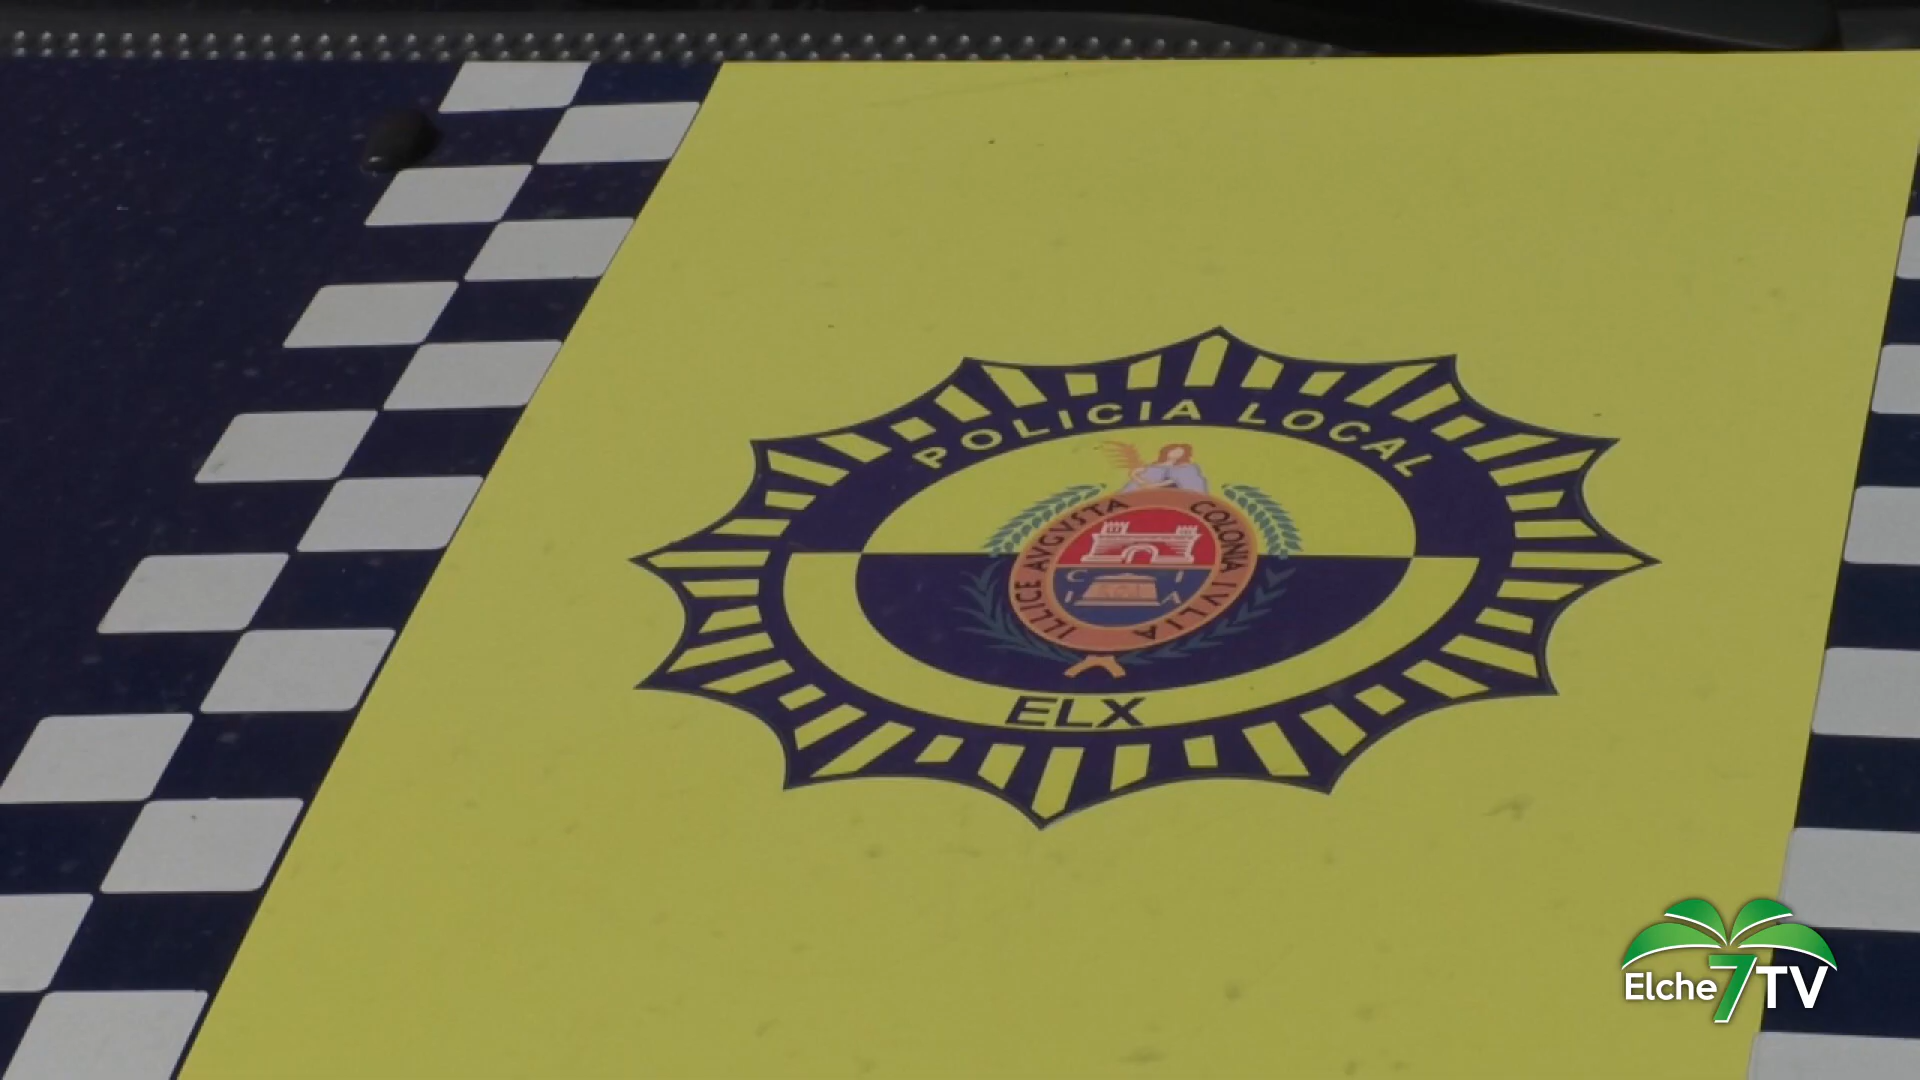 POLICIA LOCAL
COLONIA IVLIA
ILLICE AVGVSTA
C I
I A
ELX
Elche 7 TV